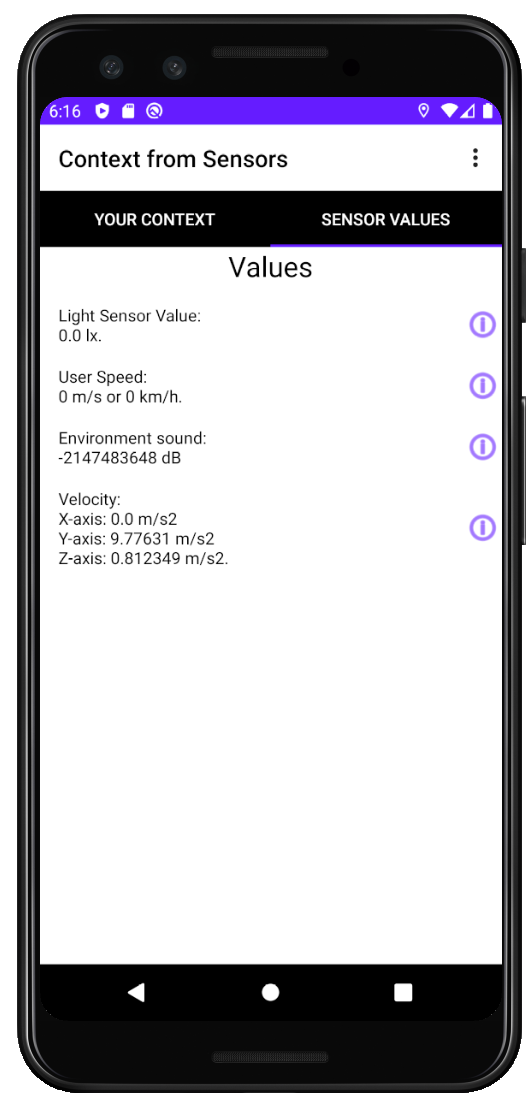 6:16
Context from Sensors
YOUR CONTEXT SENSOR VALUES
Values
Light Sensor Value:
0.0 lx.
User Speed:
0 m/s or 0 km/h.
Environment sound:
-2147483648 dB
Velocity:
X-axis: 0.0 m/s2
Y-axis: 9.77631 m/s2
Z-axis: 0.812349 m/s2.